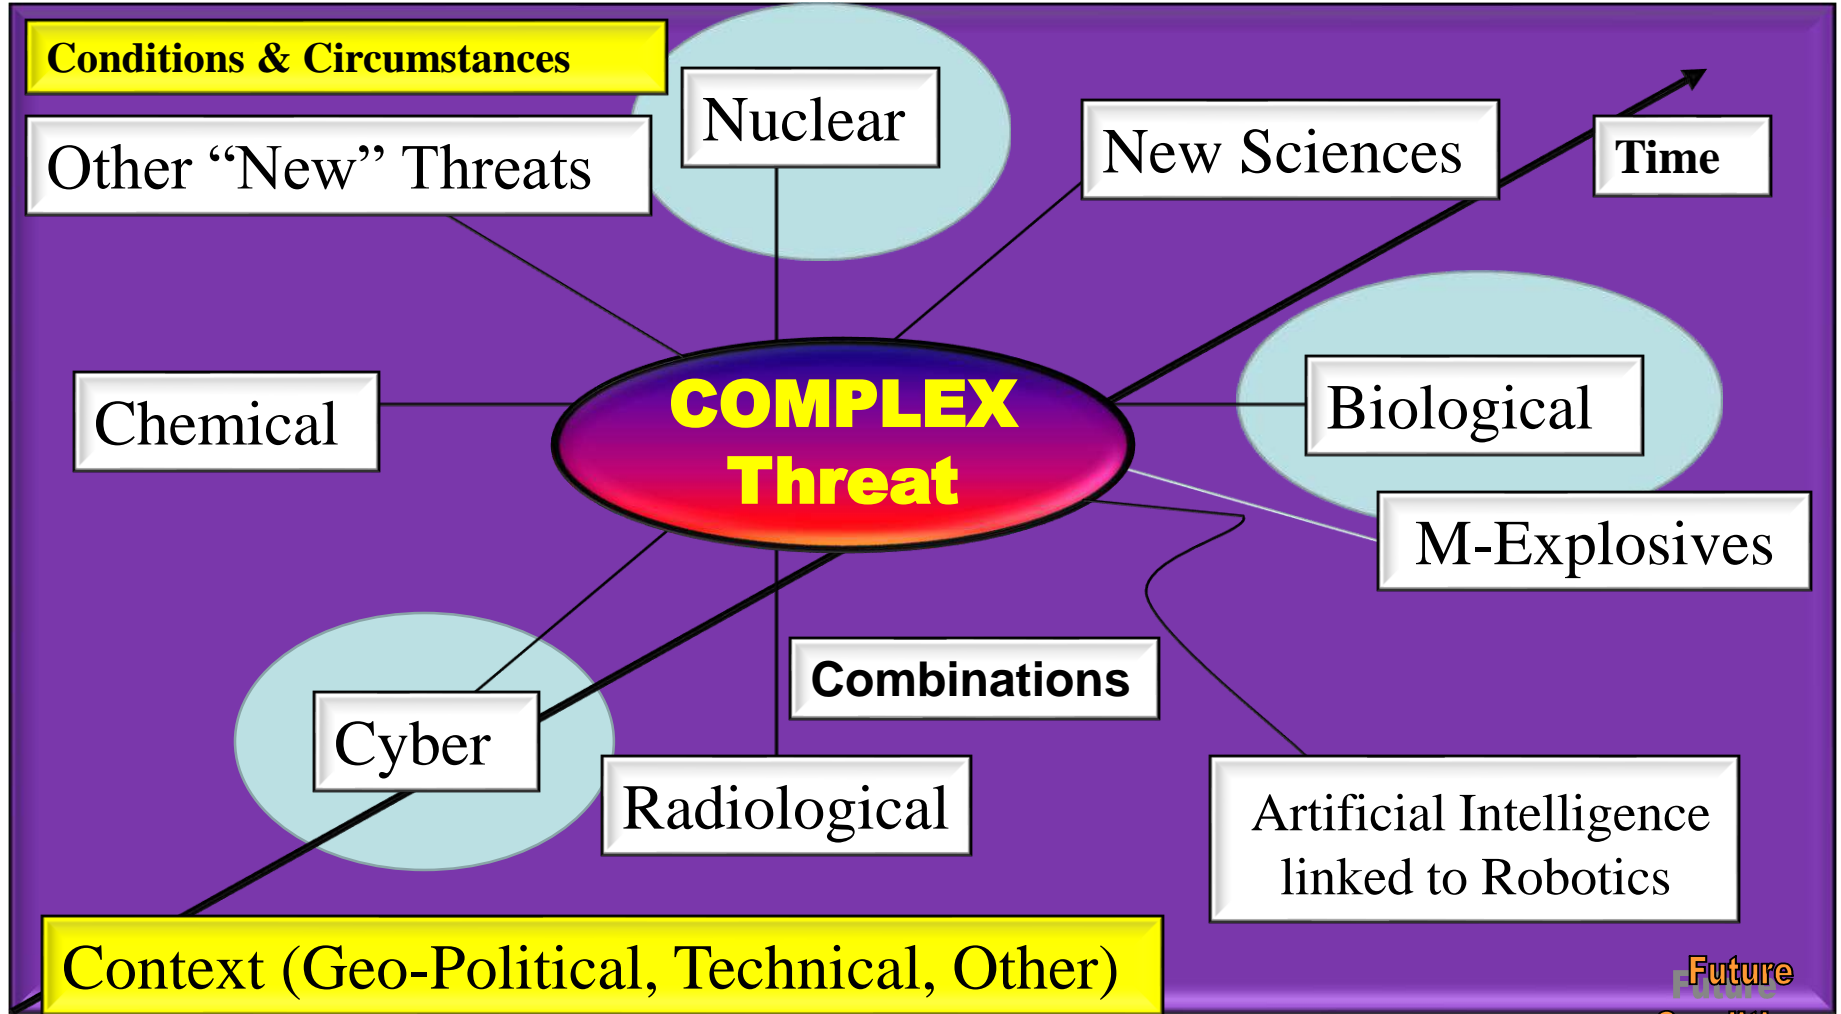 Conditions & Circumstances
Nuclear
Other “New” Threats
New Sciences
Time
COMPLEX
Threat
Chemical
Biological
M-Explosives
Combinations
Cyber
Radiological
Artificial Intelligence
linked to Robotics
Context (Geo-Political, Technical, Other)
Future